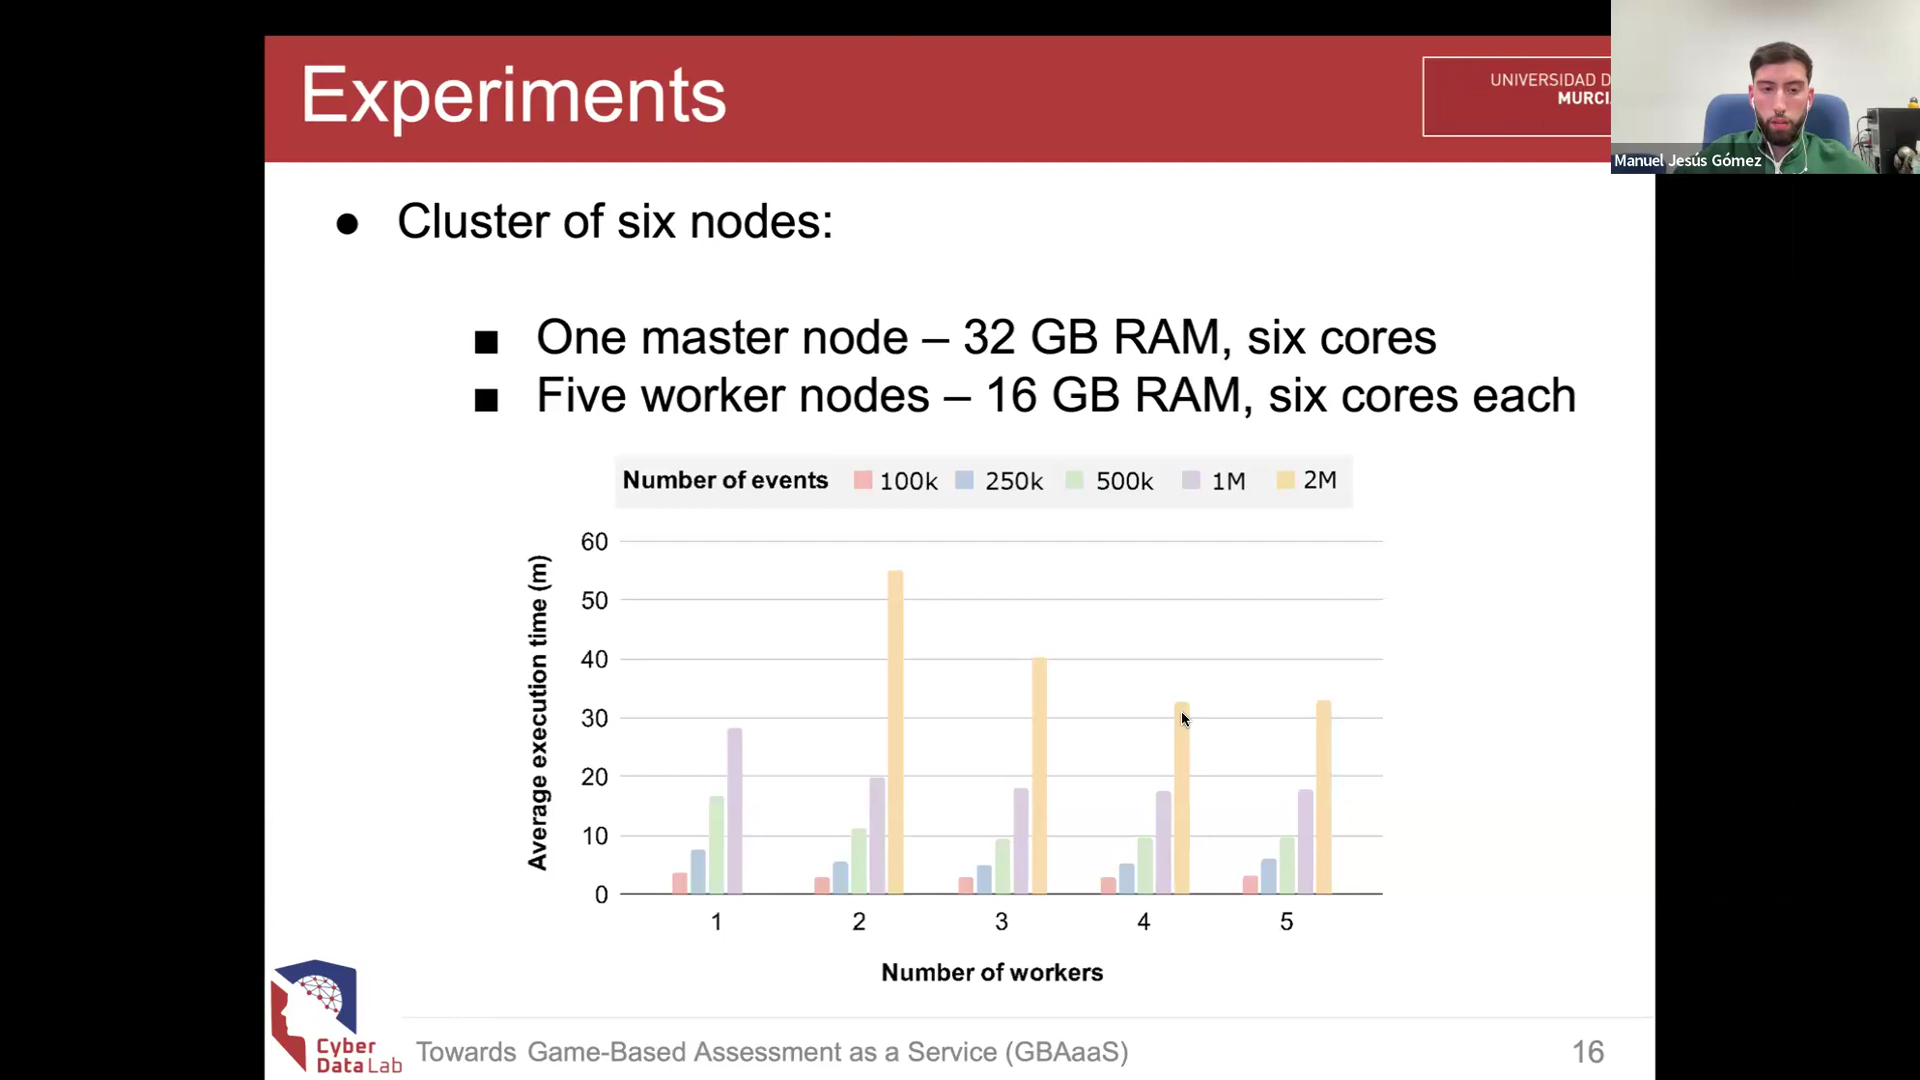 Experiments
UNIVERSIDAD D
MURCI
Manuel Jesús Gómez
● Cluster of six nodes:
■ One master node – 32 GB RAM, six cores
■ Five worker nodes – 16 GB RAM, six cores each
Number of events 100k 250k 500k 1M 2M
Average execution time (m)
60
50
40
30
20
10
0
1 2 3 4 5
Number of workers
Cyber
DataLab
Towards Game-Based Assessment as a Service (GBAaaS)
16